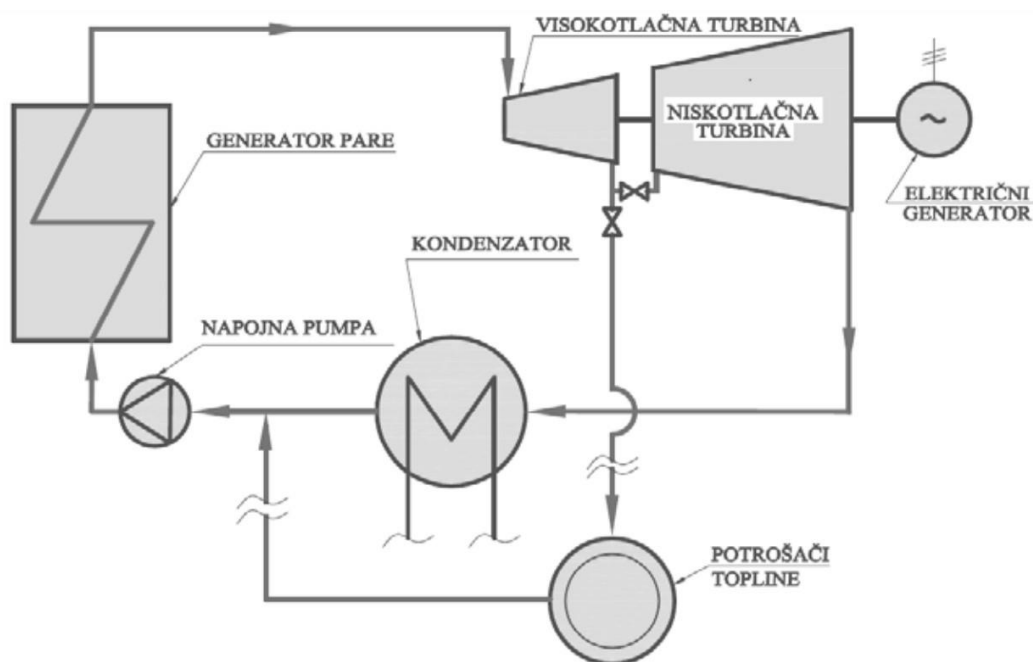 VISOKOTLAČNA TURBINA
NISKOTLAČNA
TURBINA
GENERATOR PARE
ELEKTRIČNI
GENERATOR
KONDENZATOR
NAPOJNA PUMPA
POTROŠAČI
TOPLINE